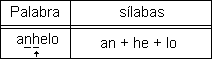 Palabra sílabas
anhelo an + he + lo